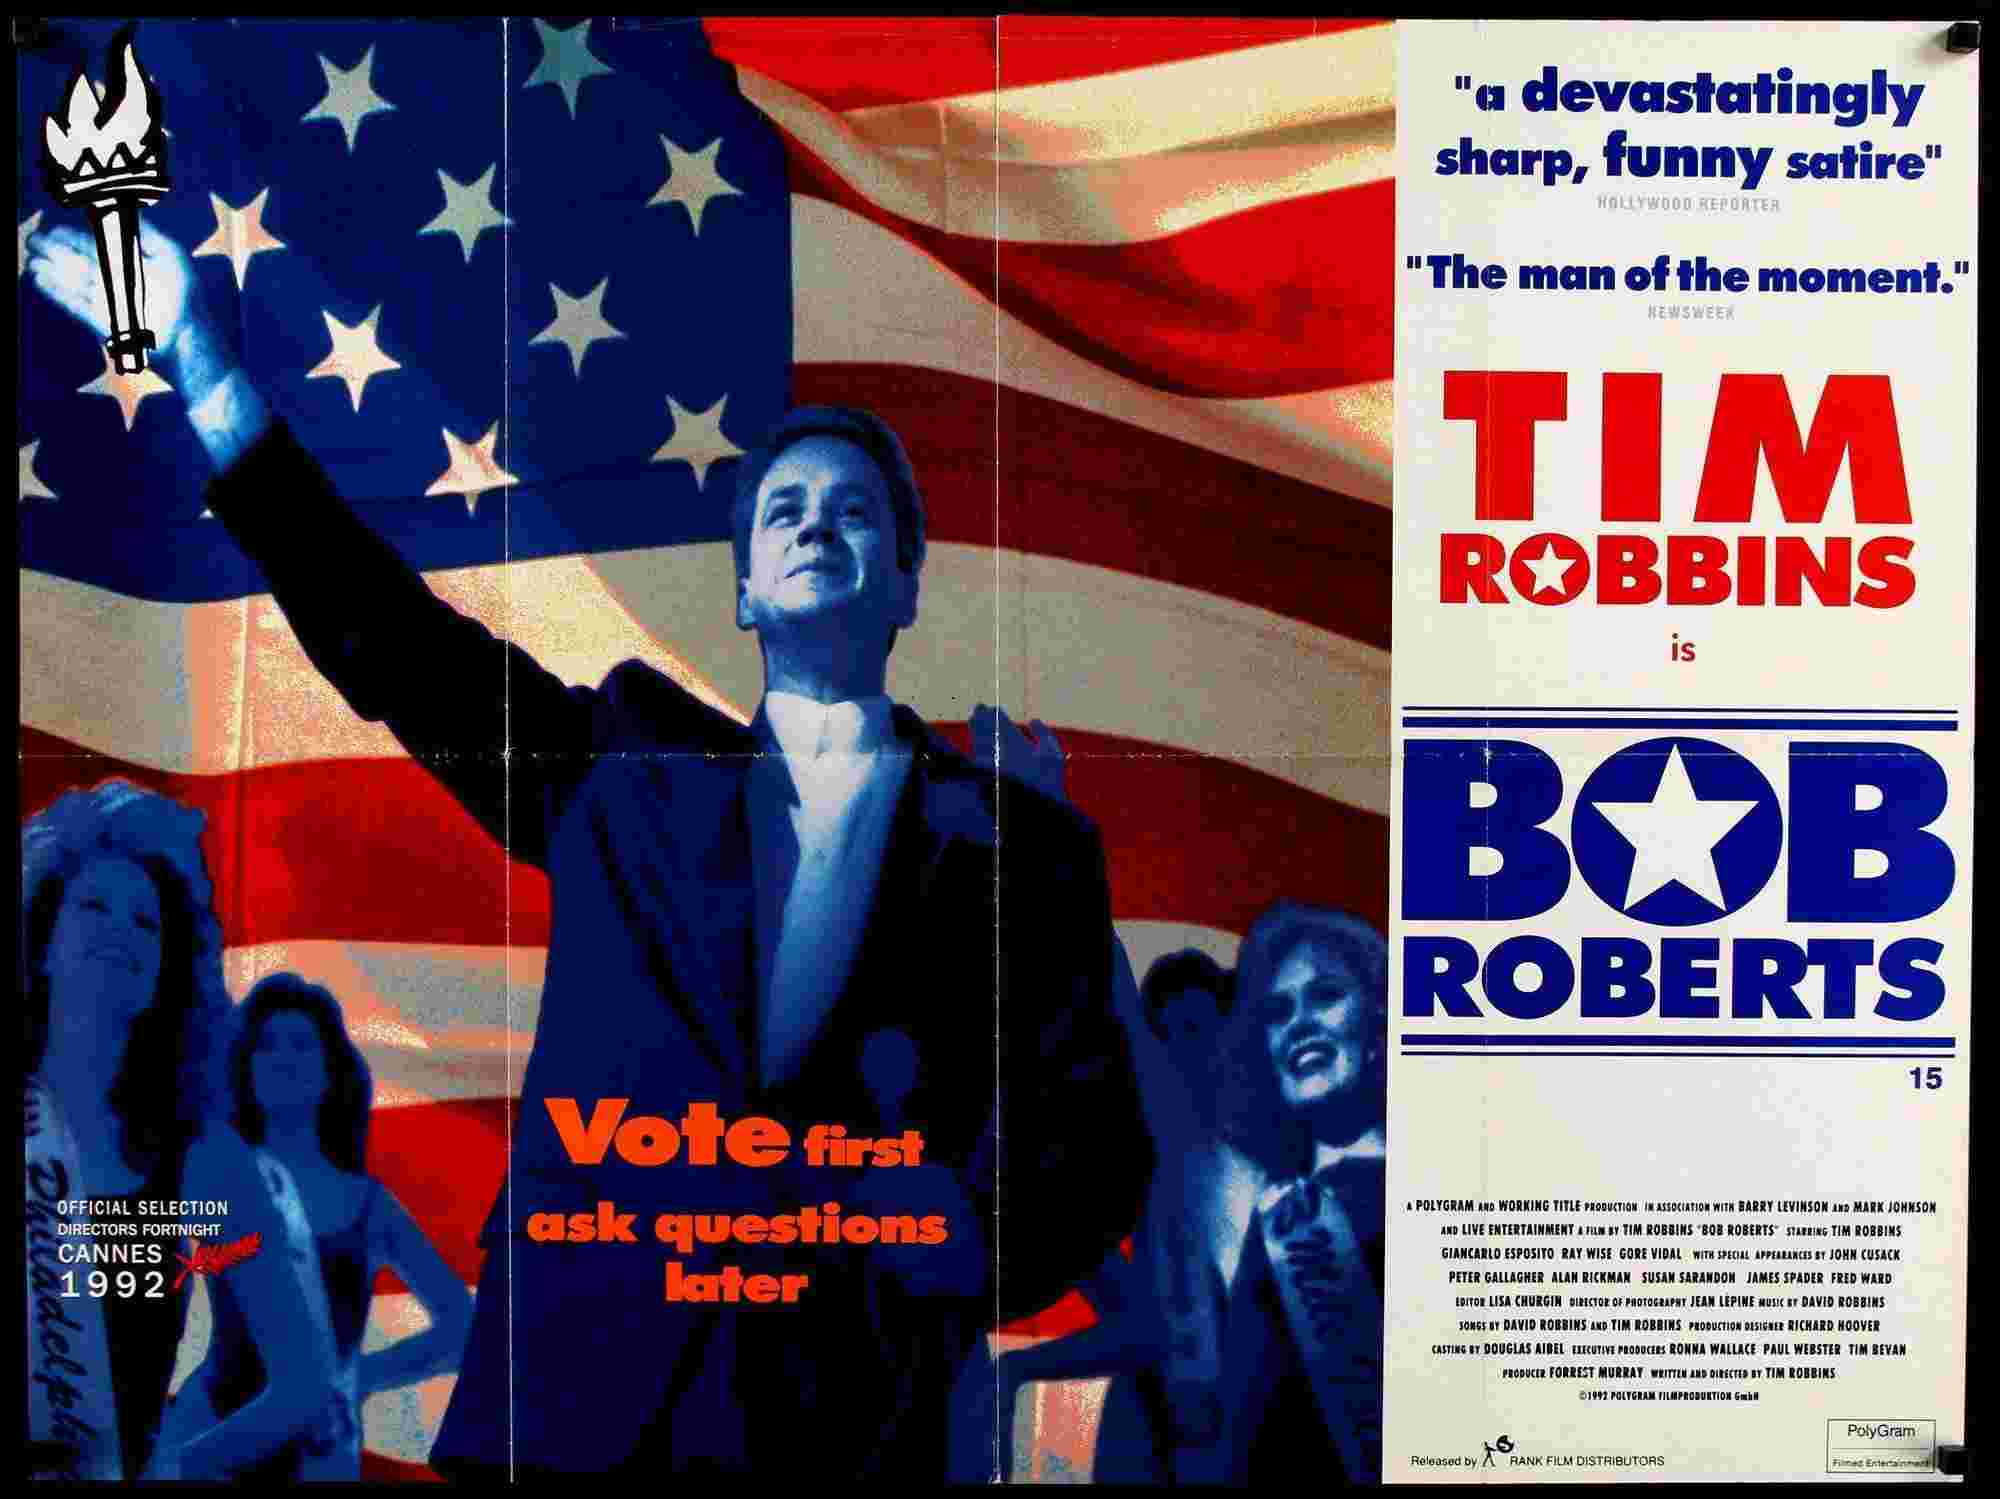 "a devastatingly
sharp, funny satire"
HOLLYWOOD REPORTER
"The man of the moment."
NEWSWEEK
TIM
ROBBINS
is
BOB
ROBERTS
15
Vote first
ask questions
later
Philadelphia
OFFICIAL SELECTION
DIRECTORS FORTNIGHT
CANNES
1992
A POLYGRAM AND WORKING TITLE PRODUCTION IN ASSOCIATION WITH BARRY LEVINSON AND MARK JOHNSON
AND LIVE ENTERTAINMENT A FILM BY TIM ROBBINS "BOB ROBERTS" STARRING TIM ROBBINS
GIANCARLO ESPOSITO RAY WISE GORE VIDAL WITH SPECIAL APPEARANCES BY JOHN CUSACK
PETER GALLAGHER ALAN RICKMAN SUSAN SARANDON JAMES SPADER FRED WARD
EDITOR LISA CHURGIN DIRECTOR OF PHOTOGRAPHY JEAN LÉPINE MUSIC BY DAVID ROBBINS
SONGS BY DAVID ROBBINS AND TIM ROBBINS PRODUCTION DESIGNER RICHARD HOOVER
CASTING BY DOUGLAS AIBEL EXECUTIVE PRODUCERS RONNA WALLACE PAUL WEBSTER TIM BEVAN
PRODUCER FORREST MURRAY WRITTEN AND DIRECTED BY TIM ROBBINS
©1992 POLYGRAM FILMPRODUKTION GmbH
Released by RANK FILM DISTRIBUTORS
PolyGram
Filmed Entertainment